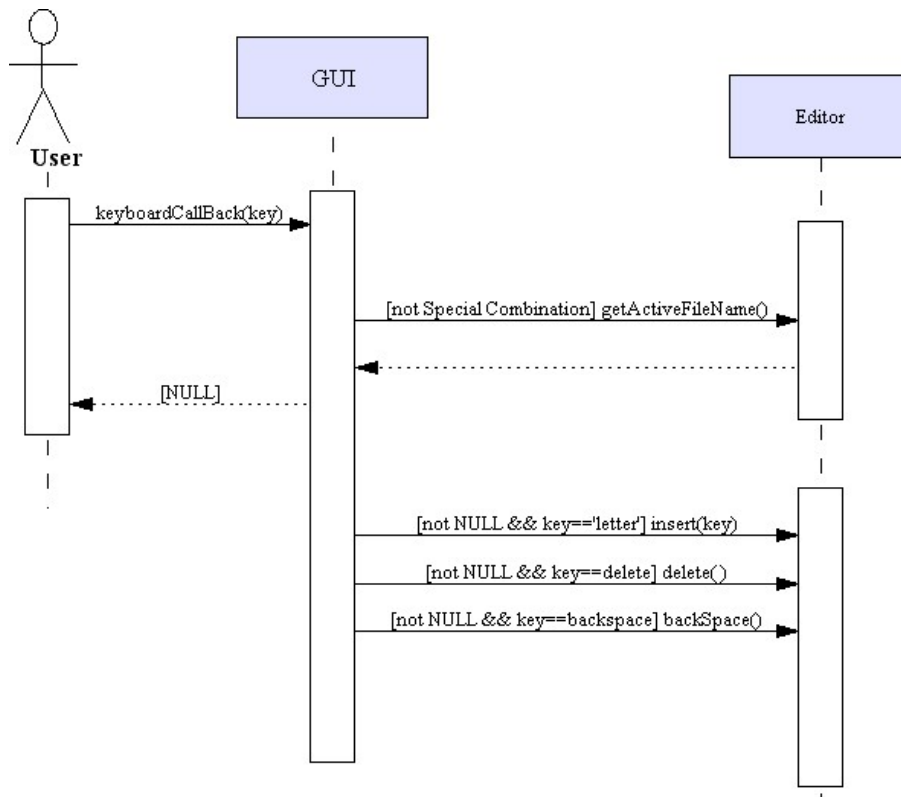 GUI
Editor
User
keyboardCallBack(key)
[not Special Combination] getActiveFileName()
[NULL]
[not NULL && key=='letter'] insert(key)
[not NULL && key==delete] delete()
[not NULL && key==backspace] backSpace()